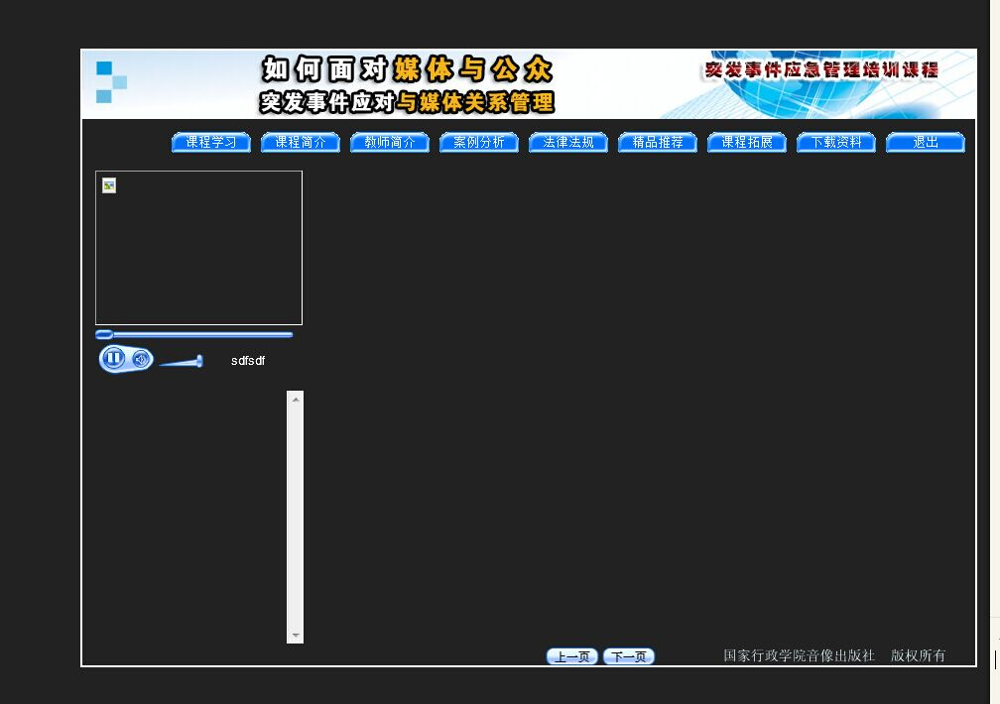 如何面对媒体与公众
突发事件应急管理培训课程
突发事件应对与媒体关系管理
课程学习 课程简介 教师简介 案例分析 法律法规 精品推荐 课程拓展 下载资料 退出
sdfsdf
上一页 下一页 国家行政学院音像出版社 版权所有